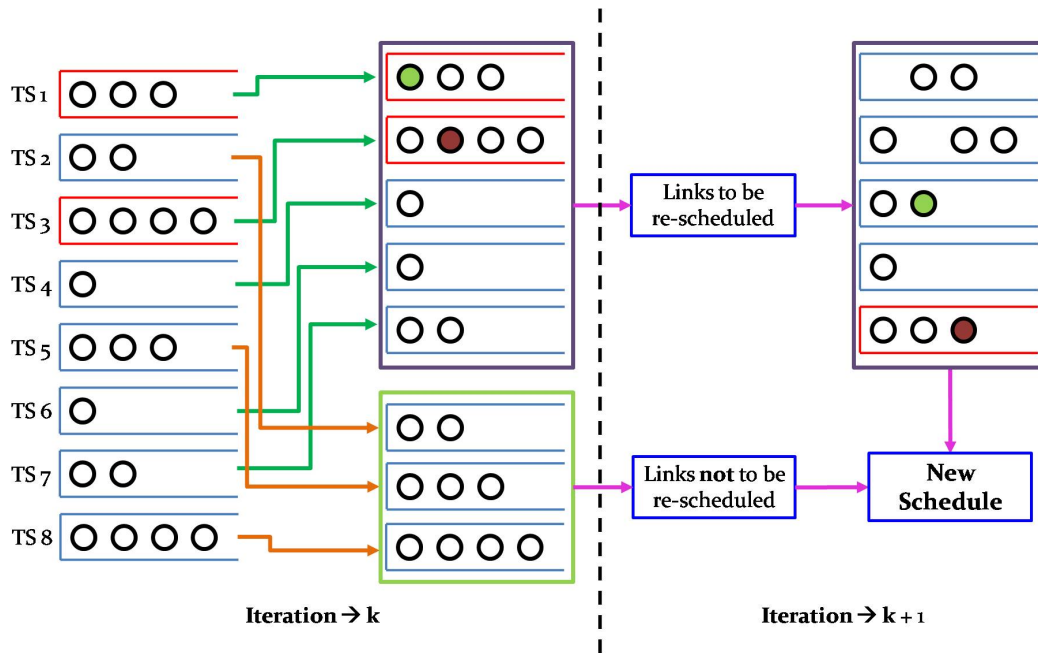 TS 1
TS 2
TS 3
TS 4
TS 5
TS 6
TS 7
TS 8
Links to be
re-scheduled
Links not to be
re-scheduled
New
Schedule
Iteration → k
Iteration → k + 1